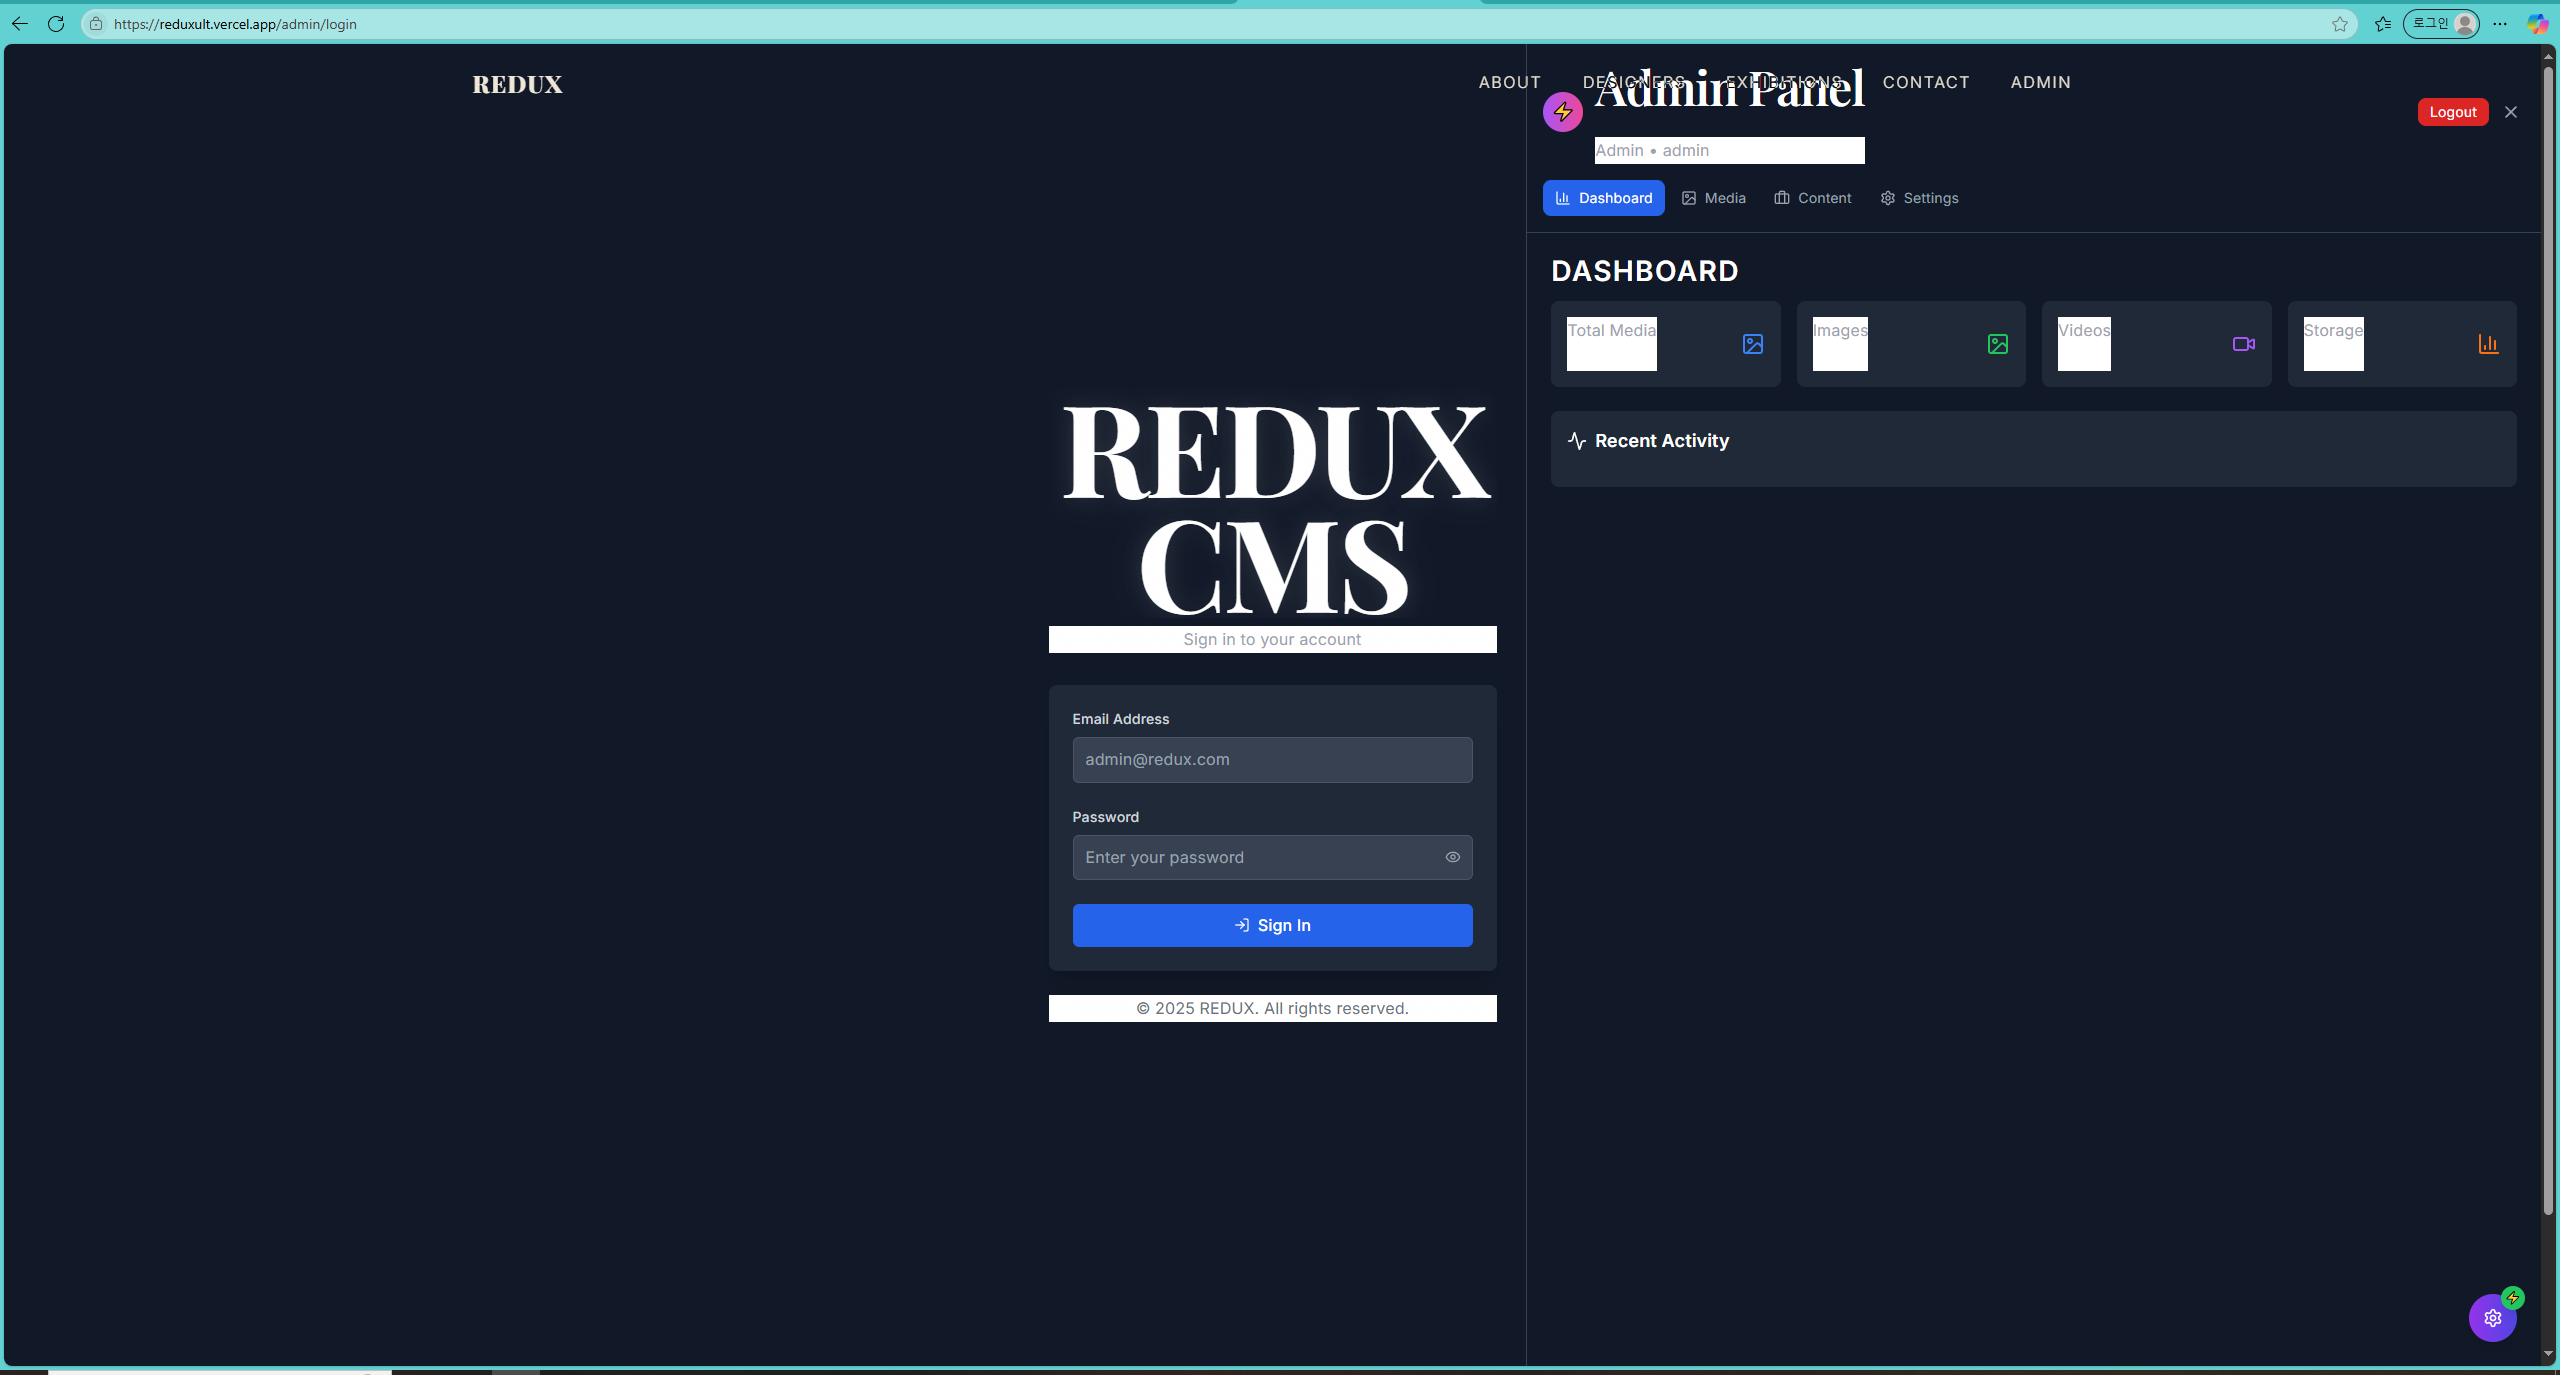 https://reduxult.vercel.app/admin/login
로그인
REDUX
ABOUT DESIGNERS EXHIBITIONS CONTACT ADMIN
Admin Panel
Admin • admin
Logout
Dashboard Media Content Settings
DASHBOARD
Total Media Images Videos Storage
Recent Activity
REDUX
CMS
Sign in to your account
Email Address
admin@redux.com
Password
Enter your password
Sign In
© 2025 REDUX. All rights reserved.